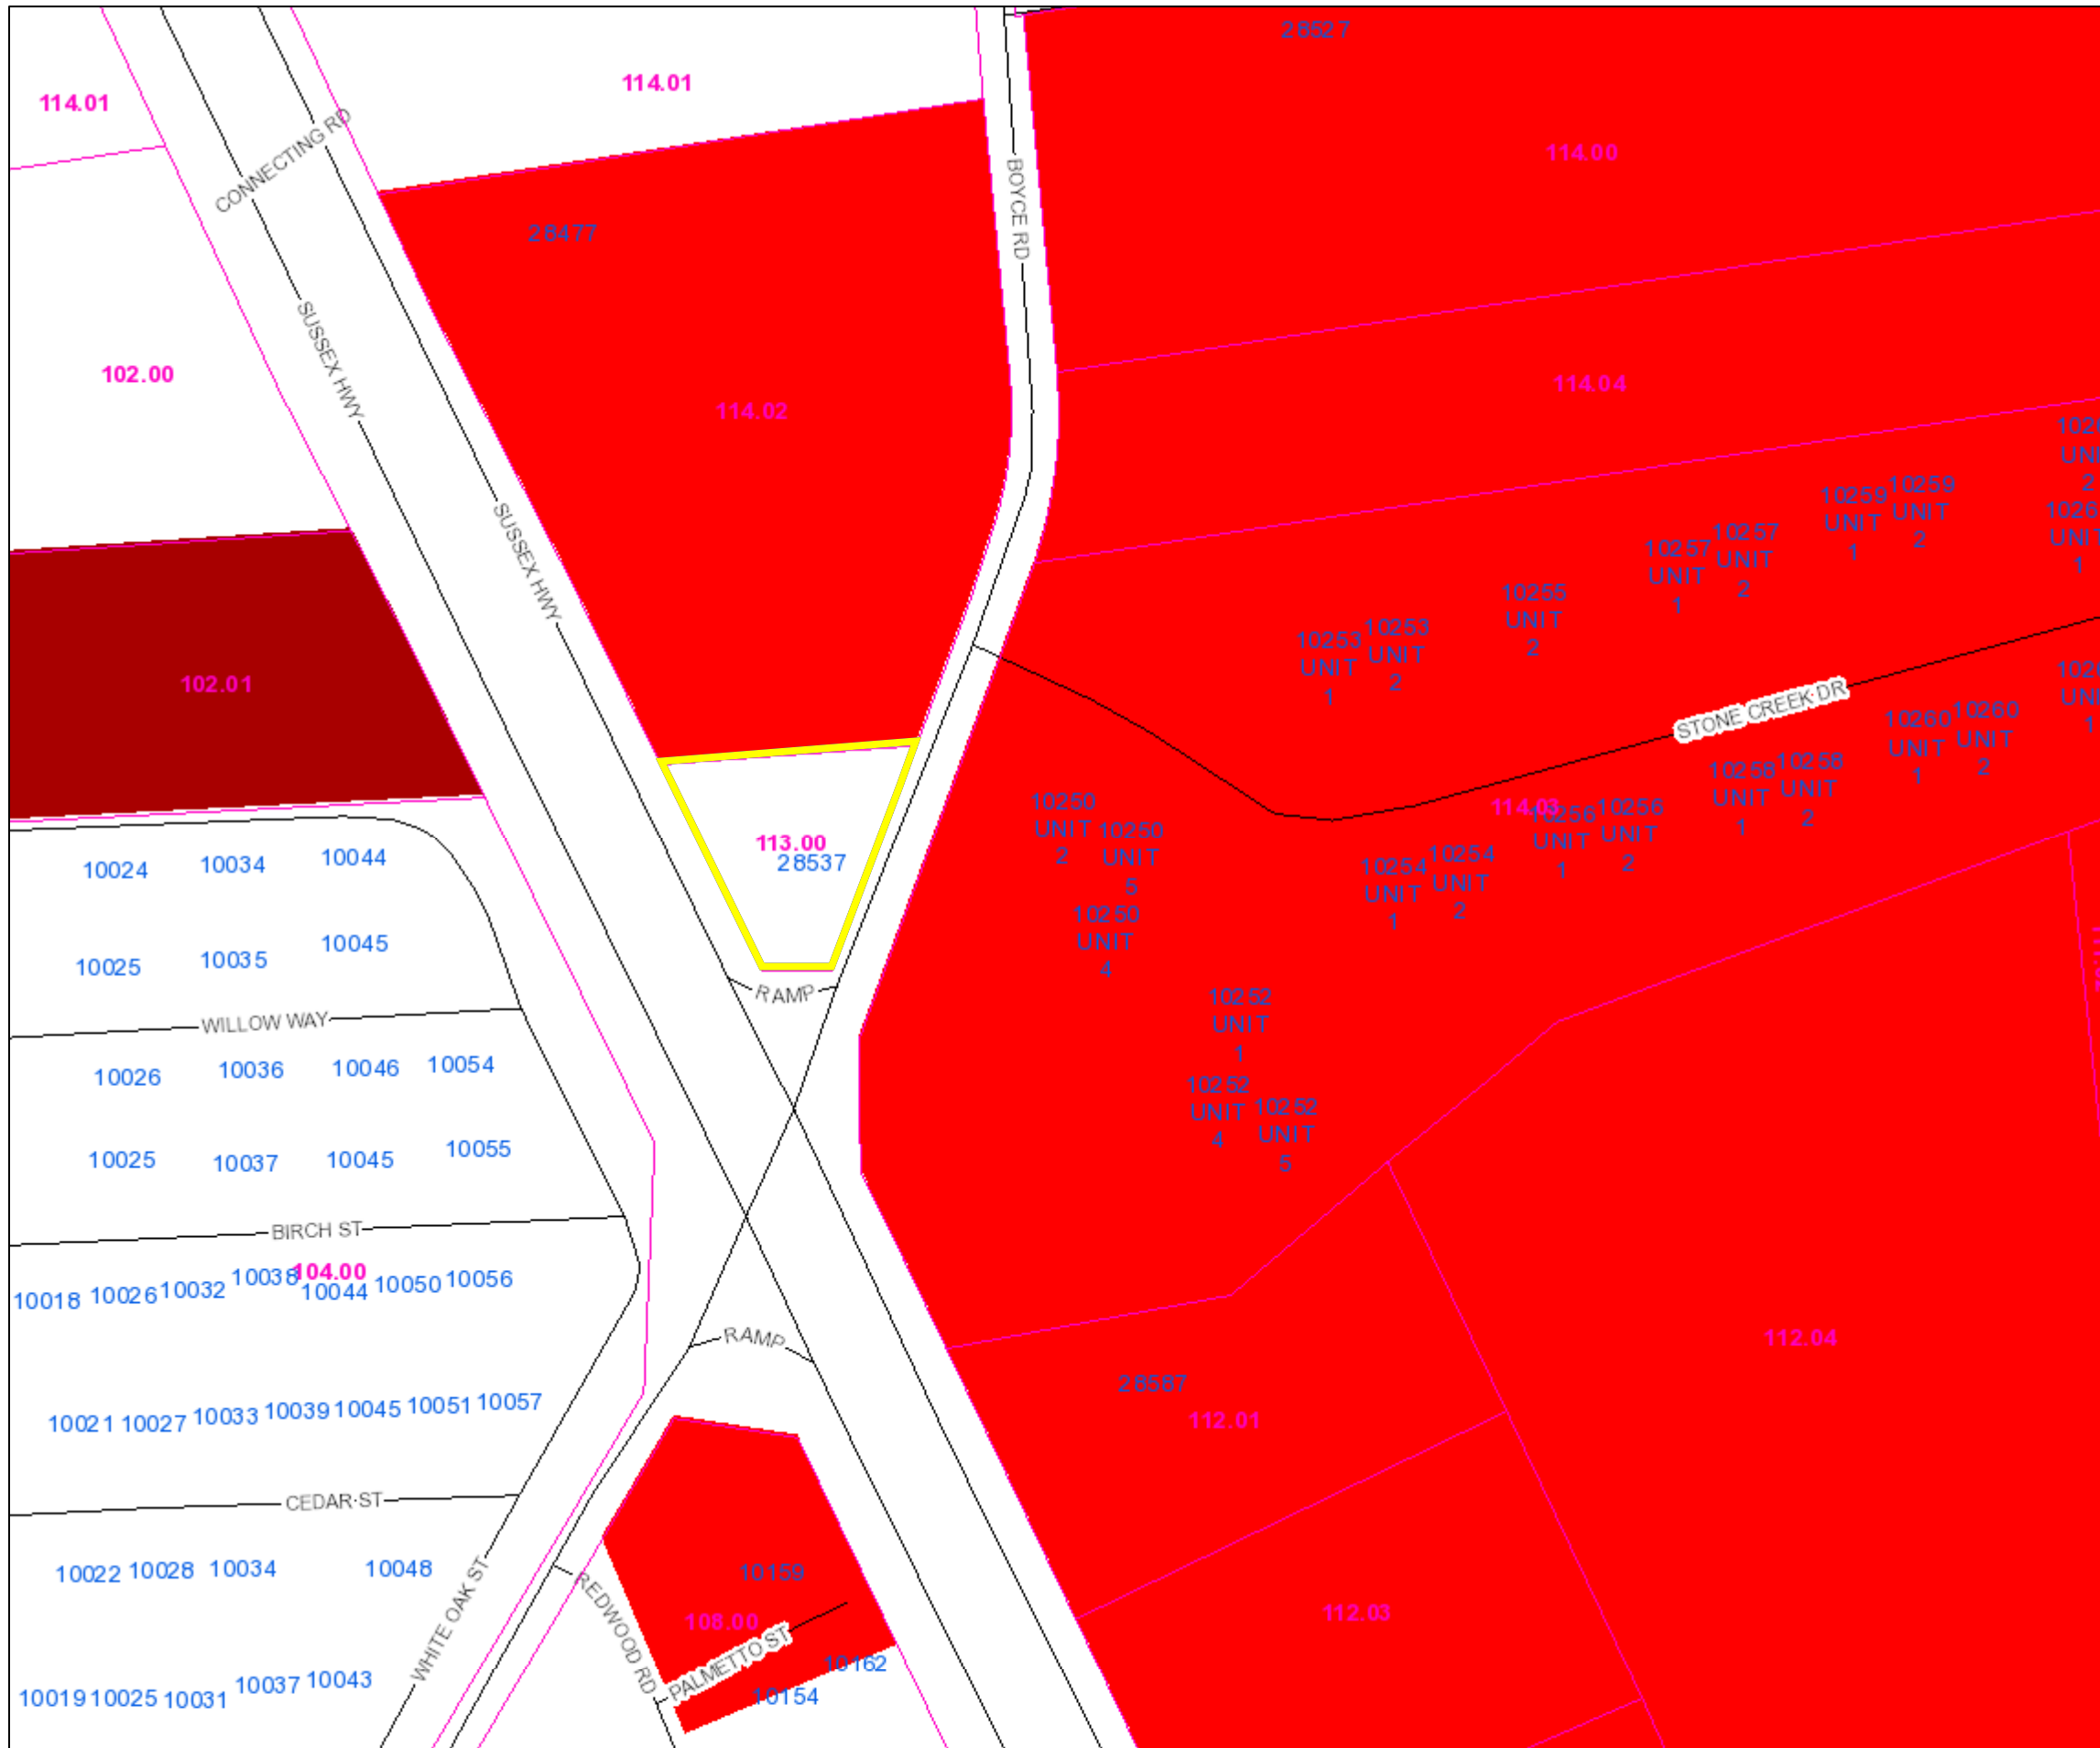 28527
114.01
114.01
CONNECTING RD
114.00
BOYCE RD
28477
102.00
SUSSEX HWY
114.02
114.04
SUSSEX HWY
10259
UNIT
1
10259
UNIT
2
10257
UNIT
1
10257
UNIT
2
10255
UNIT
2
10253
UNIT
1
10253
UNIT
2
102.01
STONE CREEK DR
10260
UNIT
1
10260
UNIT
2
10258
UNIT
1
10258
UNIT
2
114.03
10256
UNIT
1
10256
UNIT
2
10254
UNIT
1
10254
UNIT
2
10250
UNIT
2
10250
UNIT
5
10250
UNIT
4
113.00
28537
10024
10034
10044
10025
10035
10045
RAMP
WILLOW WAY
10252
UNIT
1
10252
UNIT
4
10252
UNIT
5
10026
10036
10046
10054
10025
10037
10045
10055
BIRCH ST
104.00
10018
10026
10032
10038
10044
10050
10056
RAMP
112.04
28587
112.01
10021
10027
10033
10039
10045
10051
10057
CEDAR ST
10022
10028
10034
10048
WHITE OAK ST
REDWOOD RD
10159
108.00
PALMETTO ST
10162
10154
112.03
10019
10025
10031
10037
10043